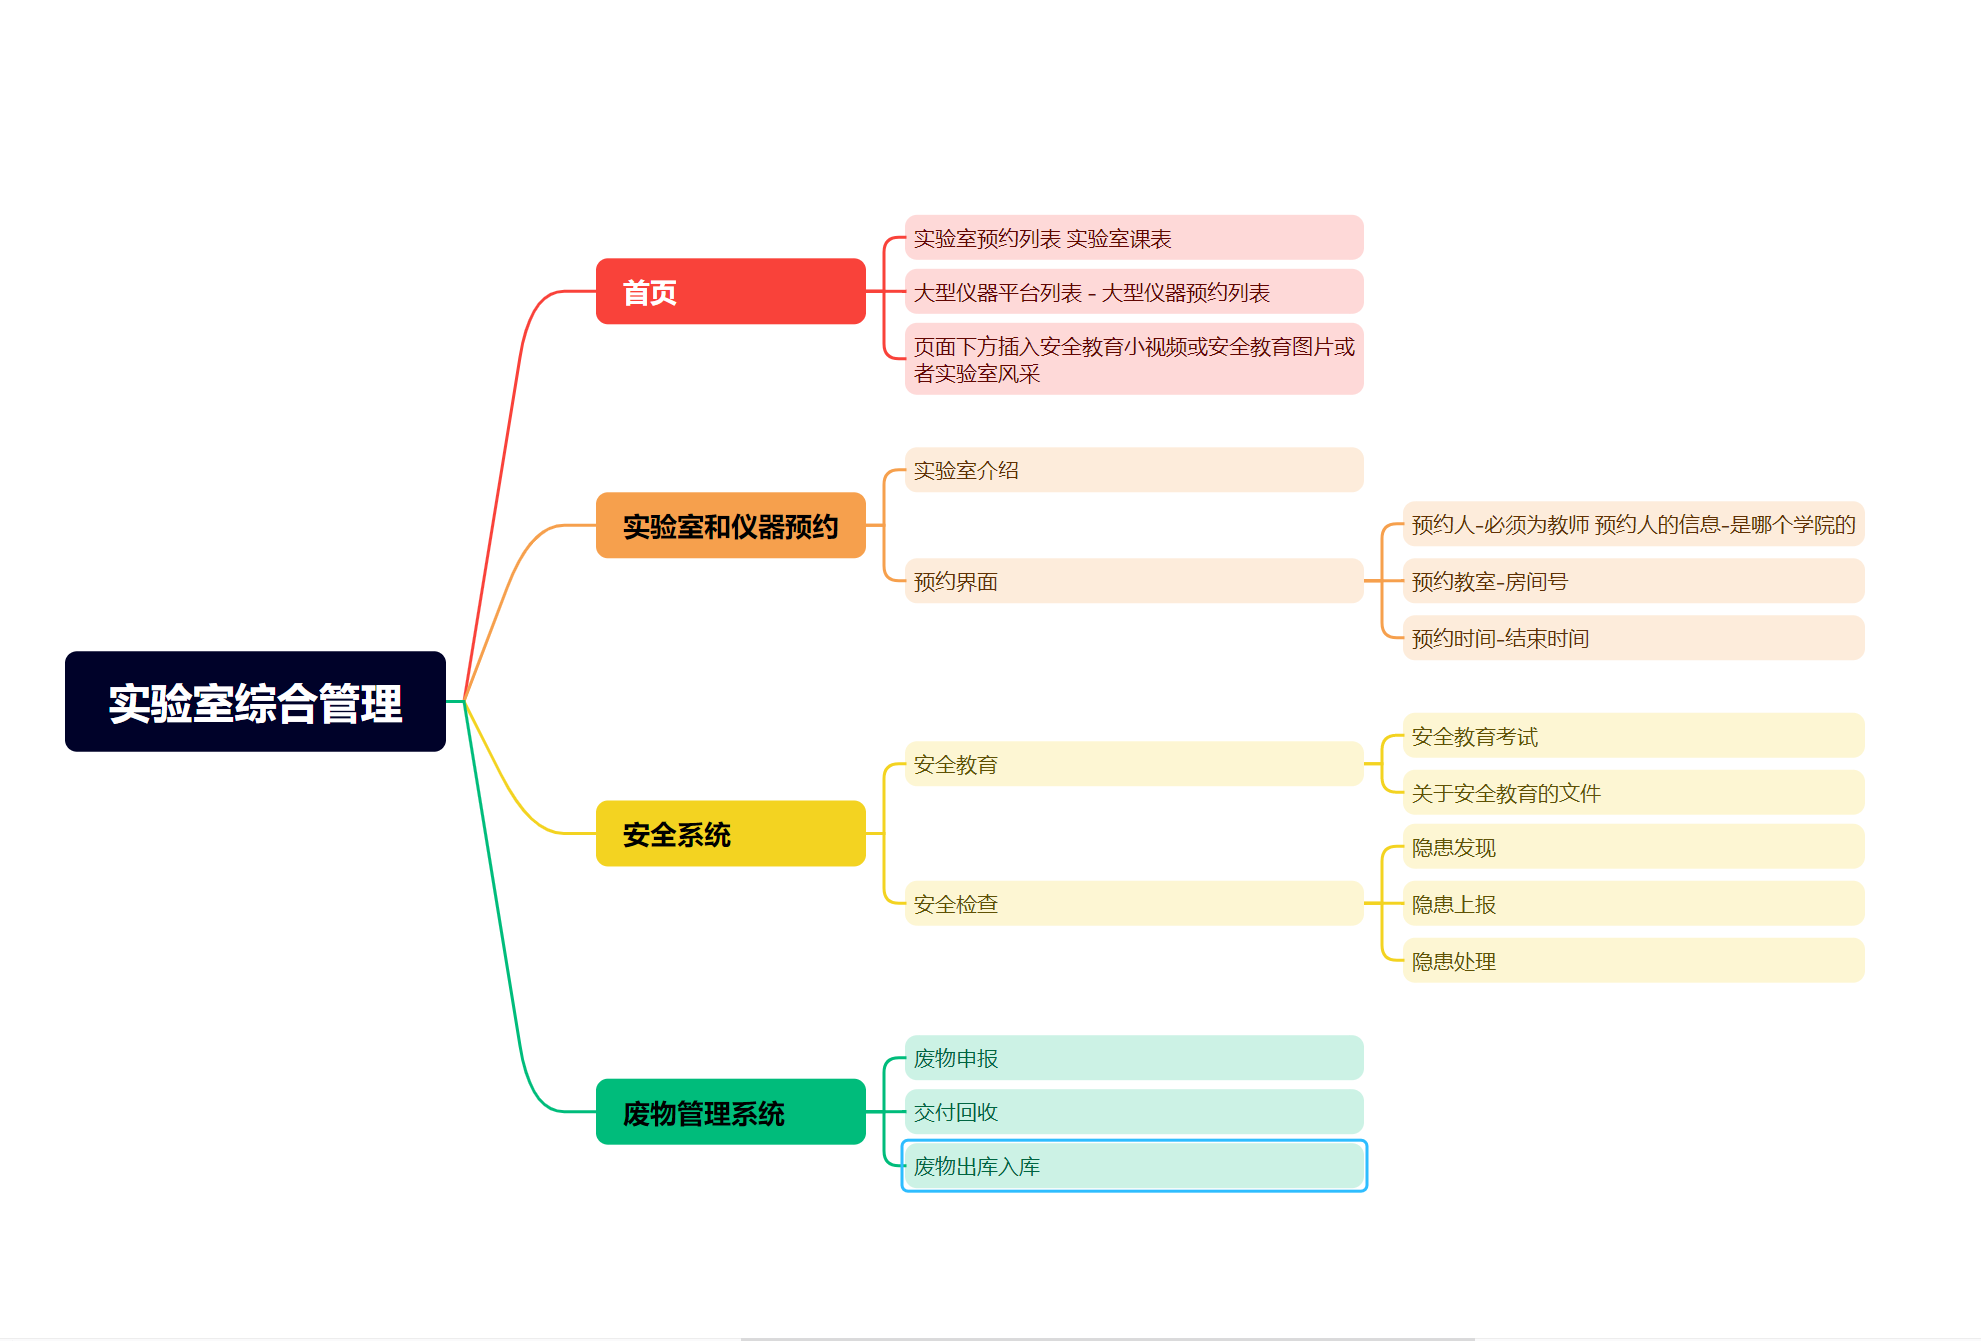 实验室综合管理
首页
实验室预约列表 实验室课表
大型仪器平台列表 - 大型仪器预约列表
页面下方插入安全教育小视频或安全教育图片或
者实验室风采
实验室和仪器预约
实验室介绍
预约界面
预约人-必须为教师 预约人的信息-是哪个学院的
预约教室-房间号
预约时间-结束时间
安全系统
安全教育
安全教育考试
关于安全教育的文件
安全检查
隐患发现
隐患上报
隐患处理
废物管理系统
废物申报
交付回收
废物出库入库